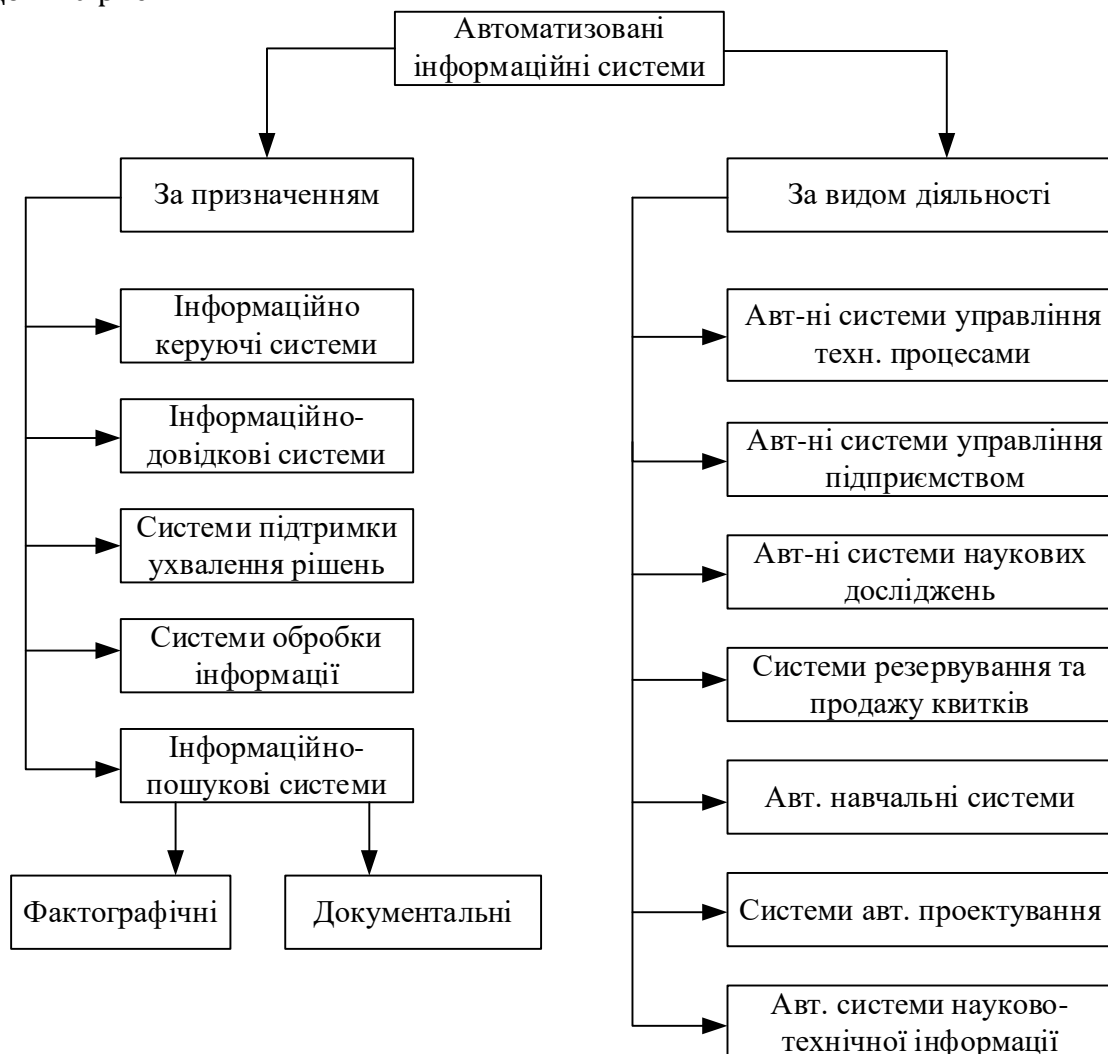 Автоматизовані
інформаційні системи
За призначенням
Інформаційно
керуючі системи
Інформаційно-
довідкові системи
Системи підтримки
ухвалення рішень
Системи обробки
інформації
Інформаційно-
пошукові системи
Фактографічні
Документальні
За видом діяльності
Авт-ні системи управління
техн. процесами
Авт-ні системи управління
підприємством
Авт-ні системи наукових
досліджень
Системи резервування та
продажу квитків
Авт. навчальні системи
Системи авт. проектування
Авт. системи науково-
технічної інформації